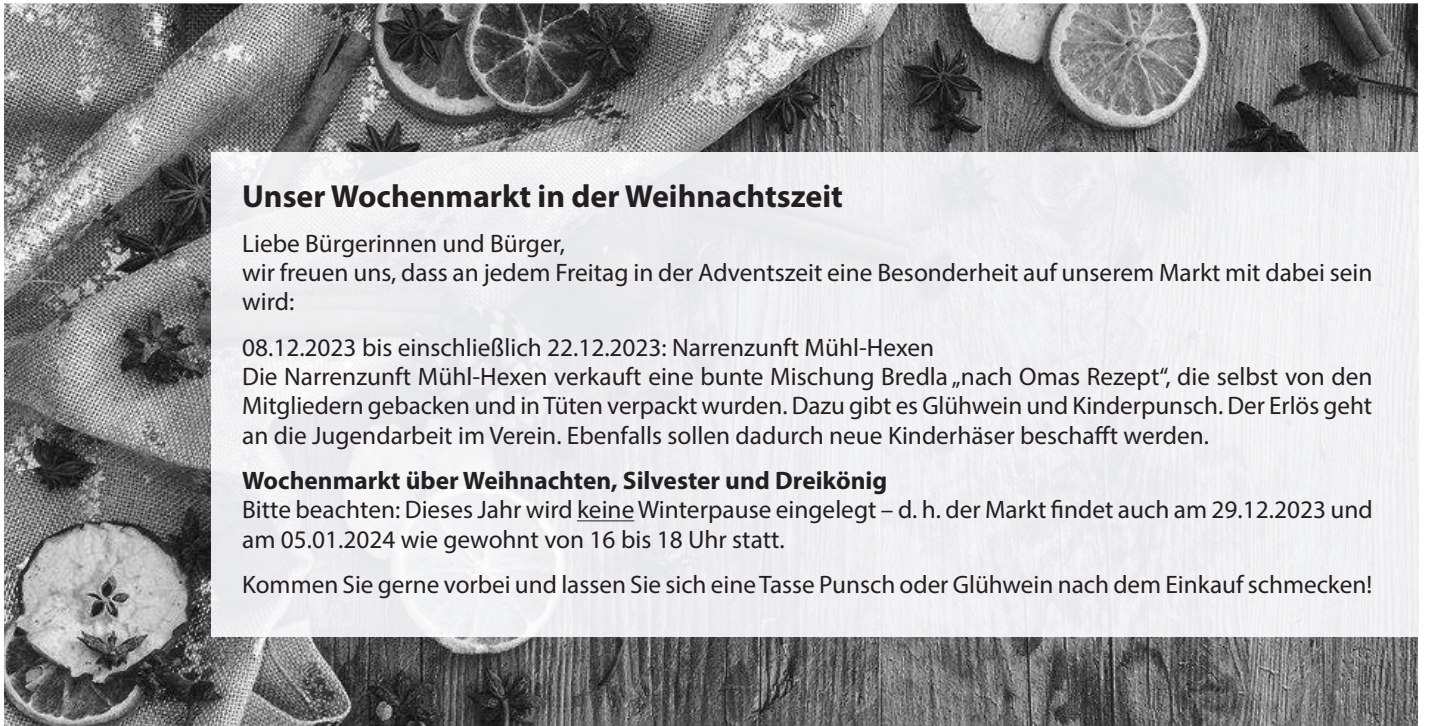 Unser Wochenmarkt in der Weihnachtszeit
Liebe Bürgerinnen und Bürger,
wir freuen uns, dass an jedem Freitag in der Adventszeit eine Besonderheit auf unserem Markt mit dabei sein
wird:
08.12.2023 bis einschließlich 22.12.2023: Narrenzunft Mühl-Hexen
Die Narrenzunft Mühl-Hexen verkauft eine bunte Mischung Bredla „nach Omas Rezept“, die selbst von den
Mitgliedern gebacken und in Tüten verpackt wurden. Dazu gibt es Glühwein und Kinderpunsch. Der Erlös geht
an die Jugendarbeit im Verein. Ebenfalls sollen dadurch neue Kinderhäser beschafft werden.
Wochenmarkt über Weihnachten, Silvester und Dreikönig
Bitte beachten: Dieses Jahr wird keine Winterpause eingelegt – d. h. der Markt findet auch am 29.12.2023 und
am 05.01.2024 wie gewohnt von 16 bis 18 Uhr statt.
Kommen Sie gerne vorbei und lassen Sie sich eine Tasse Punsch oder Glühwein nach dem Einkauf schmecken!